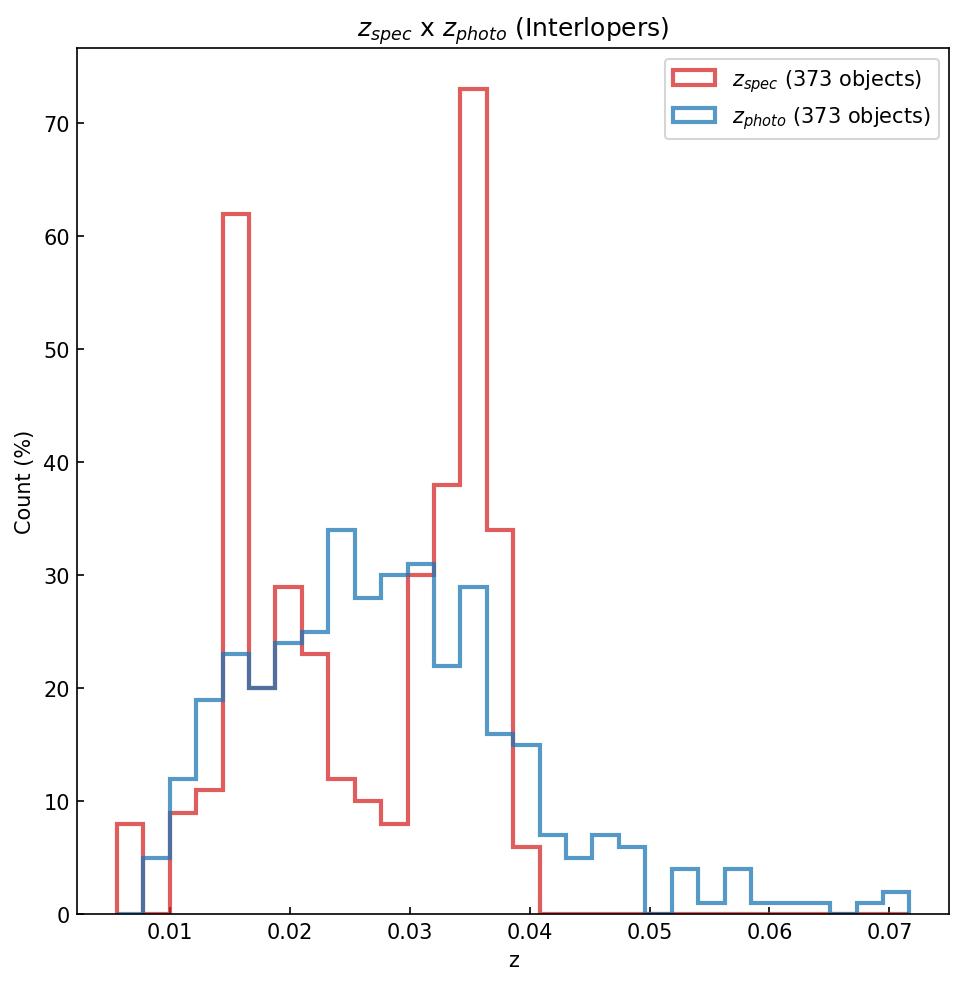 z_spec x z_photo (Interlopers)
z_spec (373 objects)
z_photo (373 objects)
Count (%)
70
60
50
40
30
20
10
0
0.01 0.02 0.03 0.04 0.05 0.06 0.07
z